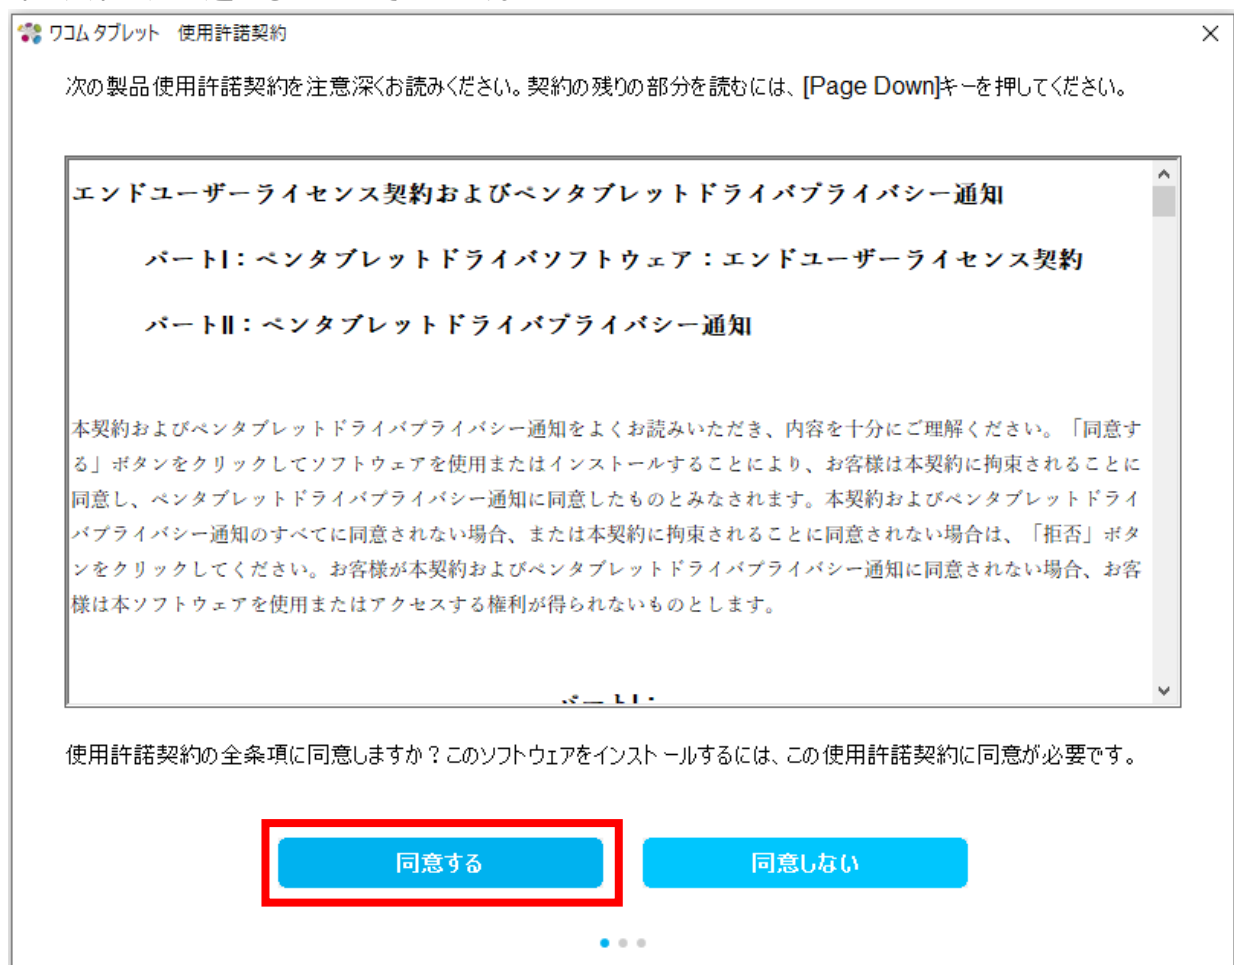 ワコム タブレット 使用許諾契約
次の製品使用許諾契約を注意深くお読みください。契約の残りの部分を読むには、[Page Down]キーを押してください。
エンドユーザーライセンス契約およびペンタブレットドライバプライバシー通知
パートI：ペンタブレットドライバソフトウェア：エンドユーザーライセンス契約
パートII：ペンタブレットドライバプライバシー通知
本契約およびペンタブレットドライバプライバシー通知をよくお読みいただき、内容を十分にご理解ください。「同意す
る」ボタンをクリックしてソフトウェアを使用またはインストールすることにより、お客様は本契約に拘束されることに
同意し、ペンタブレットドライバプライバシー通知に同意したものとみなされます。本契約およびペンタブレットドライ
バプライバシー通知のすべてに同意されない場合、または本契約に拘束されることに同意されない場合は、「拒否」ボタ
ンをクリックしてください。お客様が本契約およびペンタブレットドライバプライバシー通知に同意されない場合、お客
様は本ソフトウェアを使用またはアクセスする権利が得られないものとします。
パートI：
使用許諾契約の全条項に同意しますか？このソフトウェアをインストールするには、この使用許諾契約に同意が必要です。
同意する
同意しない